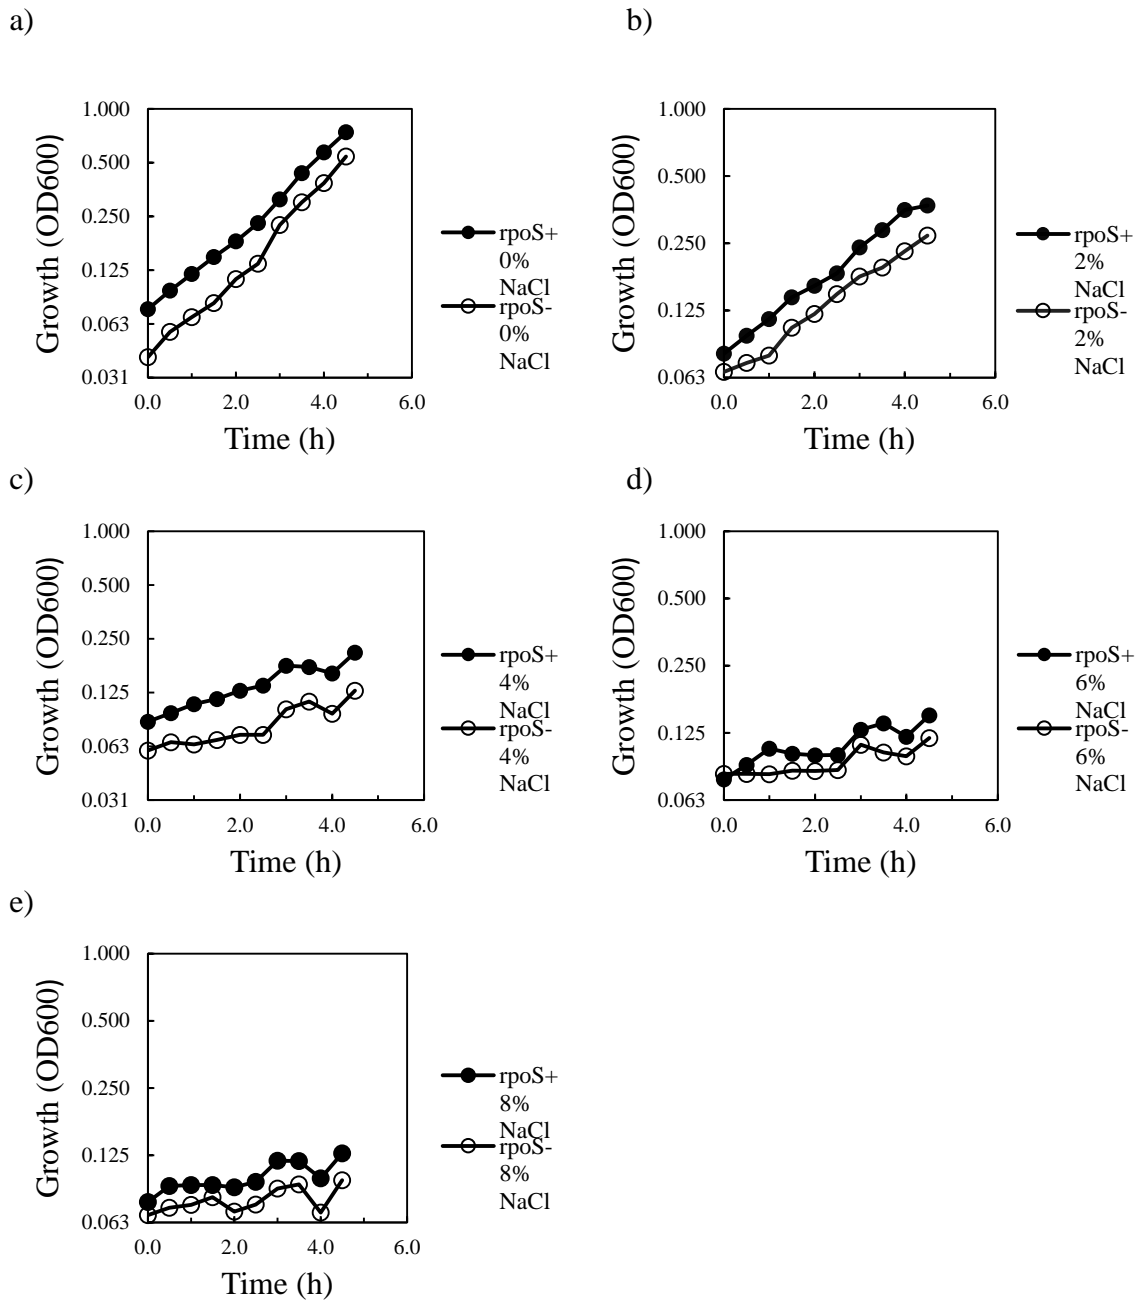 a)
Growth (OD600)
1.000
0.500
0.250
0.125
0.063
0.031
0.0 2.0 4.0 6.0
Time (h)
rpoS+
0%
NaCl
rpoS-
0%
NaCl
b)
Growth (OD600)
1.000
0.500
0.250
0.125
0.063
0.0 2.0 4.0 6.0
Time (h)
rpoS+
2%
NaCl
rpoS-
2%
NaCl
c)
Growth (OD600)
1.000
0.500
0.250
0.125
0.063
0.031
0.0 2.0 4.0 6.0
Time (h)
rpoS+
4%
NaCl
rpoS-
4%
NaCl
d)
Growth (OD600)
1.000
0.500
0.250
0.125
0.063
0.0 2.0 4.0 6.0
Time (h)
rpoS+
6%
NaCl
rpoS-
6%
NaCl
e)
Growth (OD600)
1.000
0.500
0.250
0.125
0.063
0.0 2.0 4.0 6.0
Time (h)
rpoS+
8%
NaCl
rpoS-
8%
NaCl